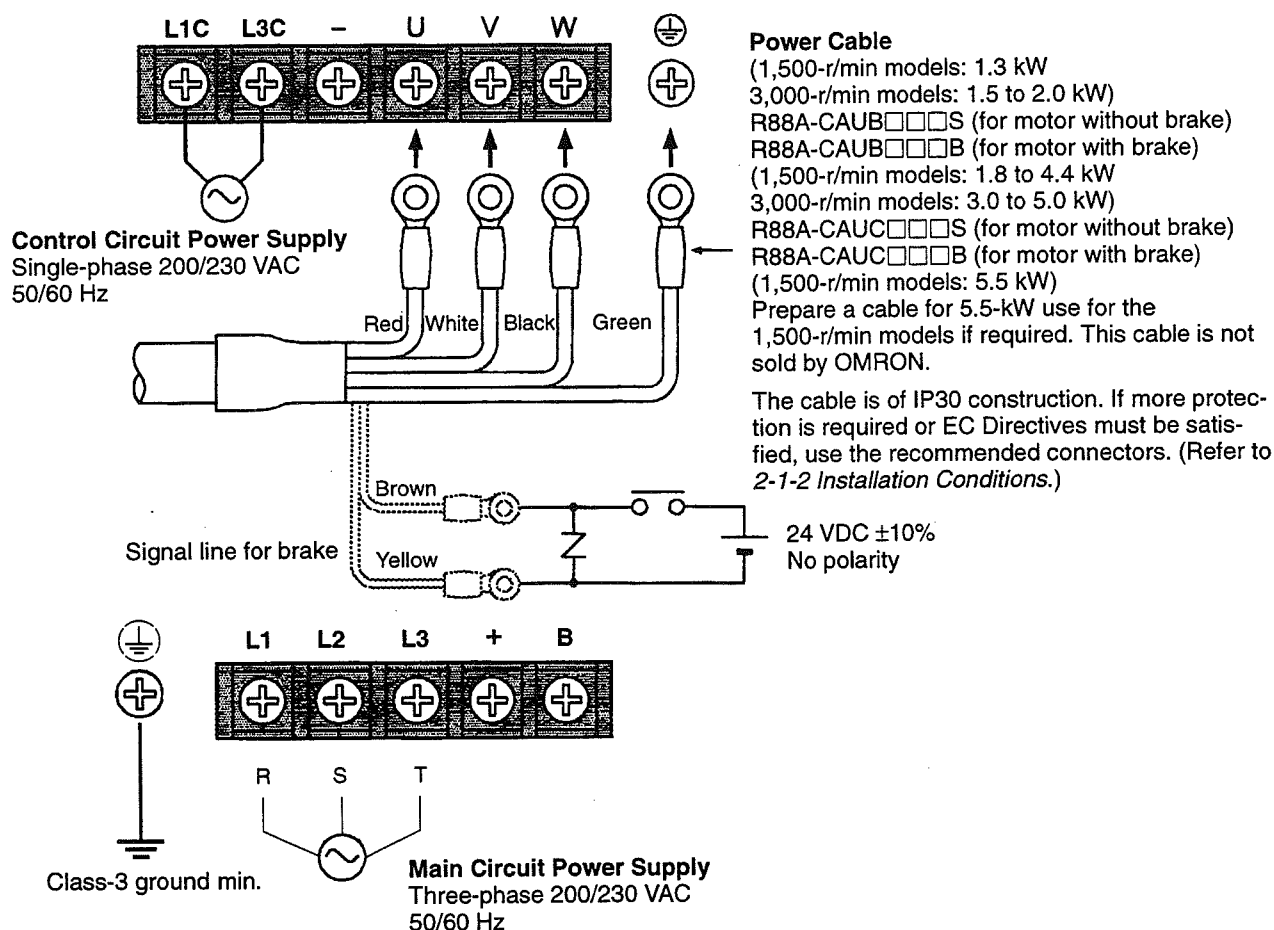 L1C L3C – U V W
Power Cable
(1,500-r/min models: 1.3 kW
3,000-r/min models: 1.5 to 2.0 kW)
R88A-CAUB□□□S (for motor without brake)
R88A-CAUB□□□B (for motor with brake)
(1,500-r/min models: 1.8 to 4.4 kW
3,000-r/min models: 3.0 to 5.0 kW)
R88A-CAUC□□□S (for motor without brake)
R88A-CAUC□□□B (for motor with brake)
(1,500-r/min models: 5.5 kW)
Prepare a cable for 5.5-kW use for the
1,500-r/min models if required. This cable is not
sold by OMRON.
The cable is of IP30 construction. If more protec-
tion is required or EC Directives must be satis-
fied, use the recommended connectors. (Refer to
2-1-2 Installation Conditions.)
Control Circuit Power Supply
Single-phase 200/230 VAC
50/60 Hz
Red White Black Green
Brown
Signal line for brake
Yellow
24 VDC ±10%
No polarity
L1 L2 L3 + B
R S T
Class-3 ground min.
Main Circuit Power Supply
Three-phase 200/230 VAC
50/60 Hz